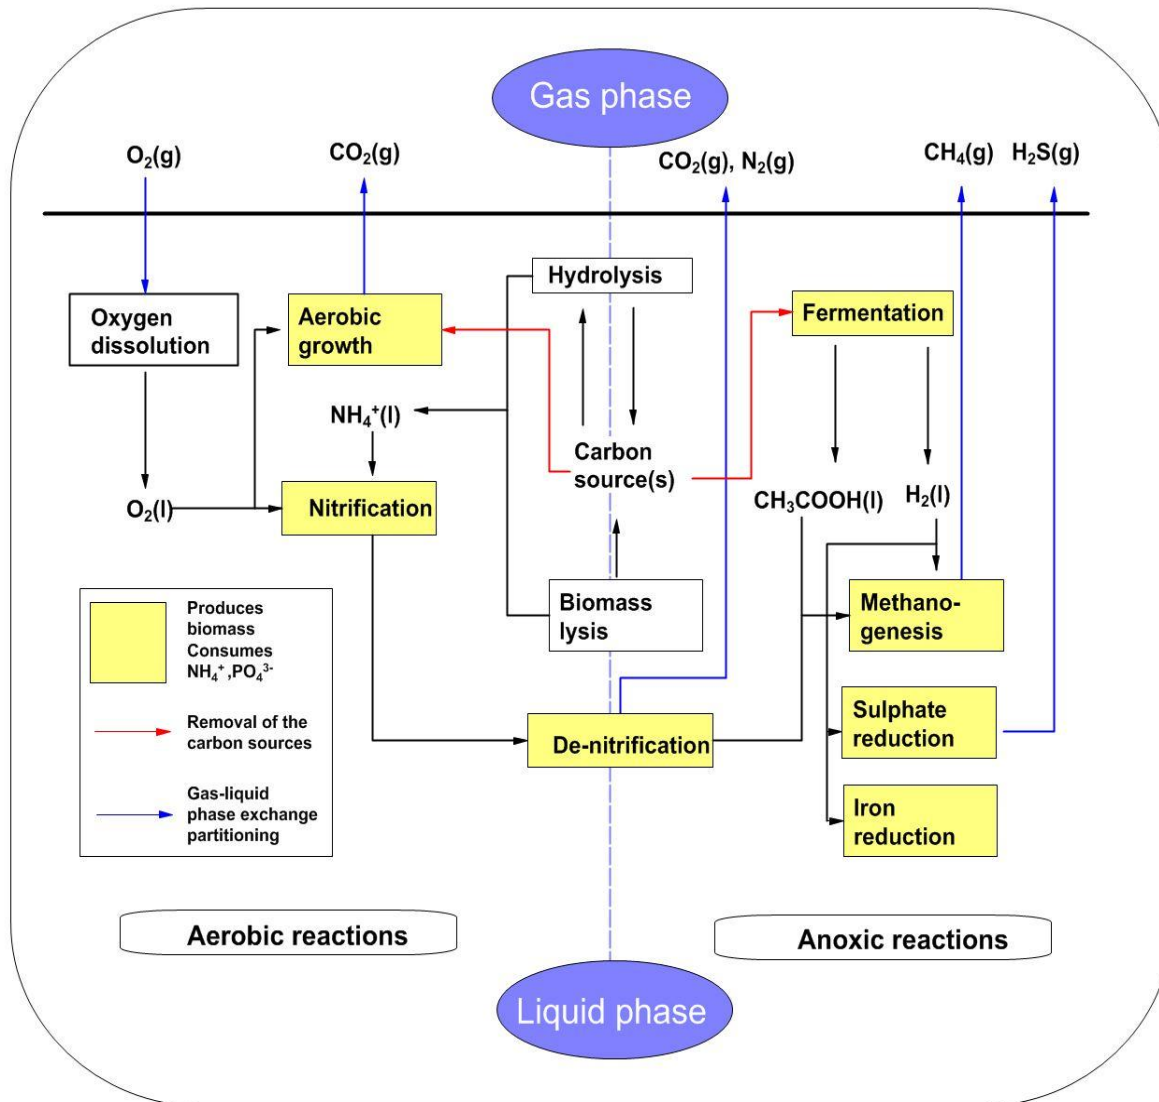 Gas phase
O₂(g)
CO₂(g)
CO₂(g), N₂(g)
CH₄(g)
H₂S(g)
Hydrolysis
Oxygen
dissolution
Aerobic
growth
Fermentation
NH₄⁺(l)
Carbon
source(s)
O₂(l)
Nitrification
CH₃COOH(l)
H₂(l)
Biomass
lysis
Methano-
genesis
Produces
biomass
Consumes
NH₄⁺,PO₄³⁻
Removal of the
carbon sources
Gas-liquid
phase exchange
partitioning
De-nitrification
Sulphate
reduction
Iron
reduction
Aerobic reactions
Anoxic reactions
Liquid phase